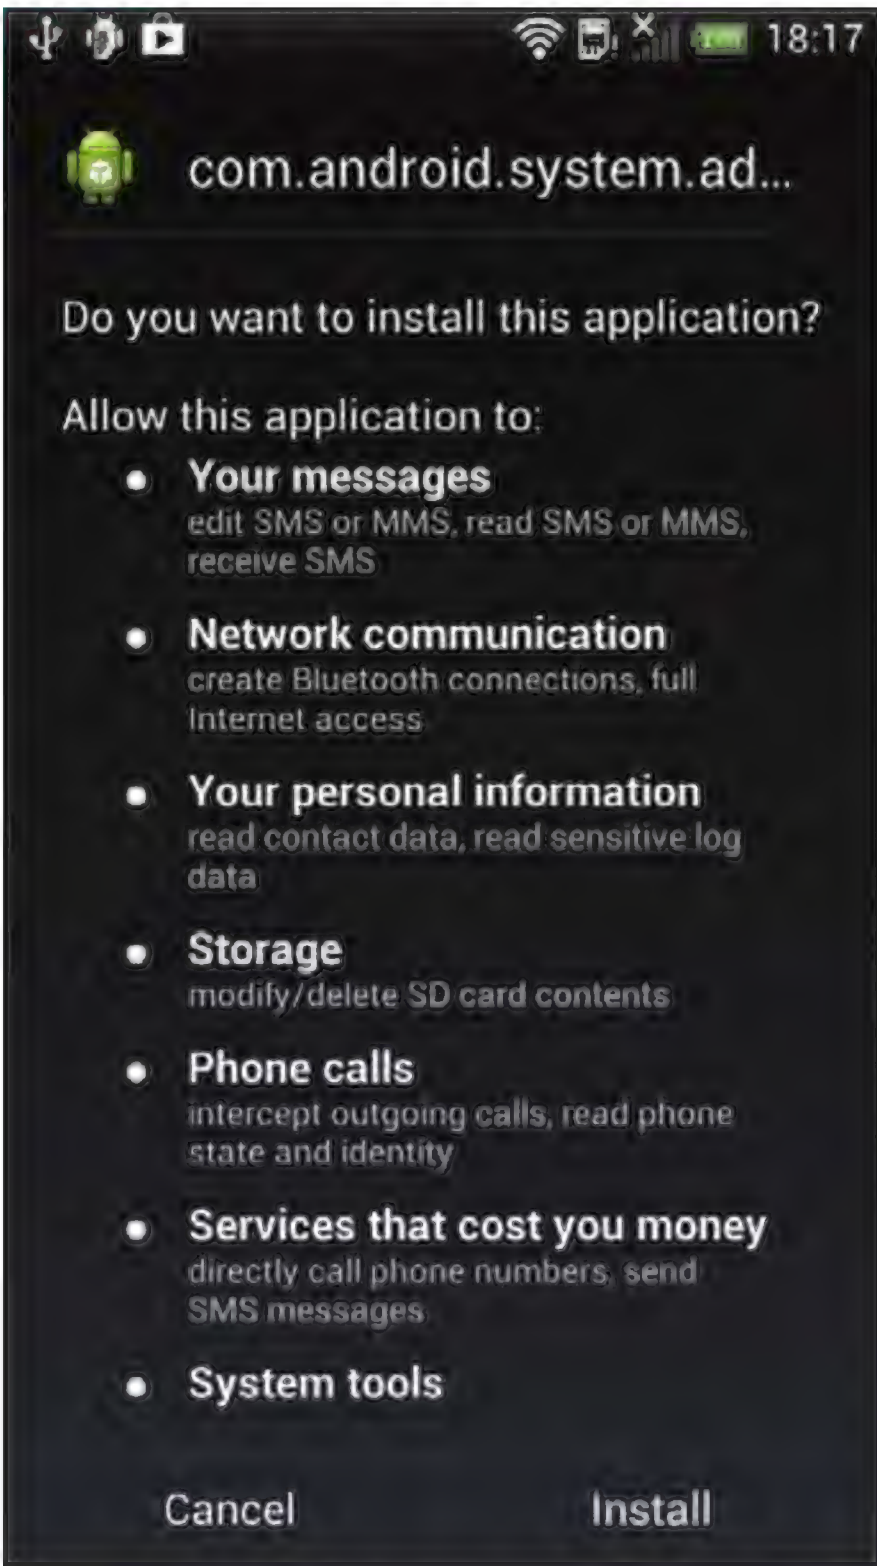 18:17
com.android.system.ad...
Do you want to install this application?
Allow this application to:
Your messages
edit SMS or MMS, read SMS or MMS,
receive SMS
Network communication
create Bluetooth connections, full
Internet access
Your personal information
read contact data, read sensitive log
data
Storage
modify/delete SD card contents
Phone calls
intercept outgoing calls, read phone
state and identity
Services that cost you money
directly call phone numbers, send
SMS messages
System tools
Cancel Install